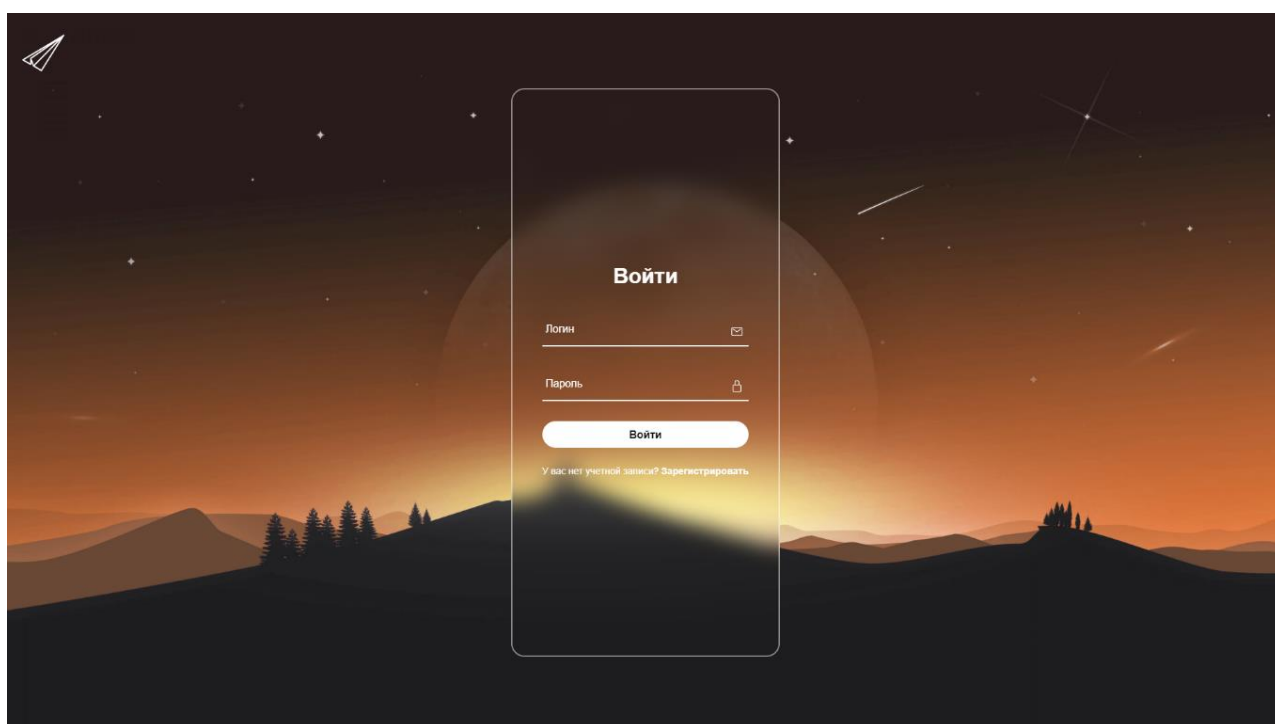 Войти
Логин
Пароль
Войти
У вас нет учетной записи? Зарегистрировать